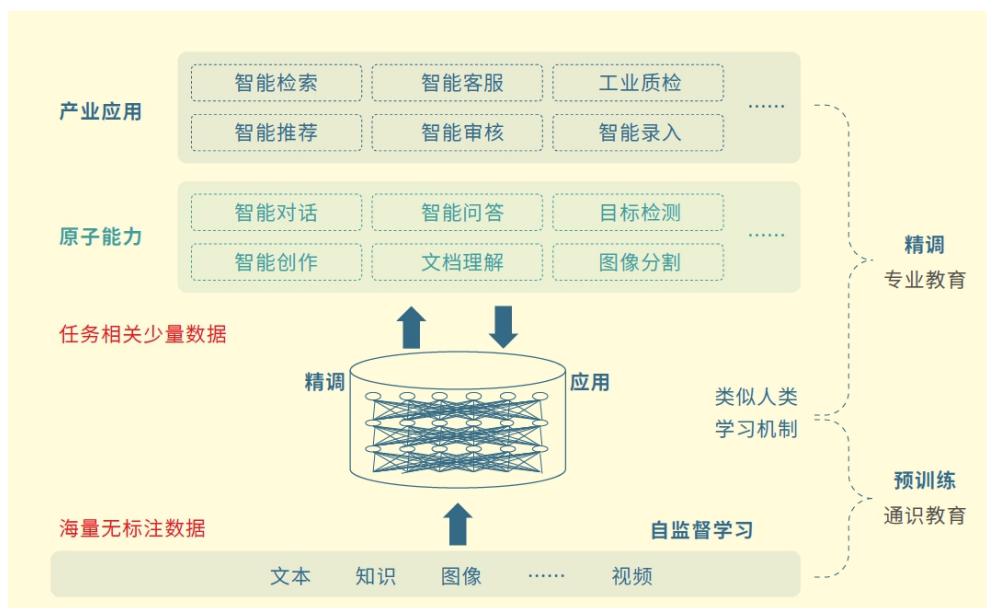 智能检索 智能客服 工业质检
产业应用 ……
智能推荐 智能审核 智能录入
智能对话 智能问答 目标检测
原子能力 ……
智能创作 文档理解 图像分割
精调
专业教育
任务相关少量数据
精调 应用
类似人类
学习机制
预训练
通识教育
海量无标注数据 自监督学习
文本 知识 图像 …… 视频